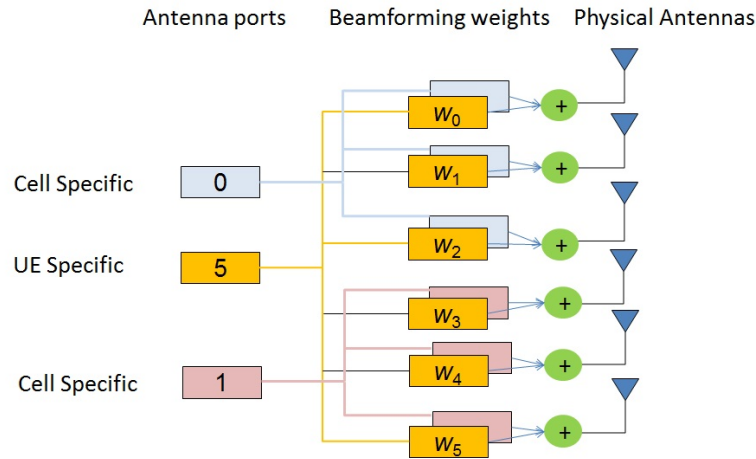 Antenna ports Beamforming weights Physical Antennas
w0 +
w1 +
Cell Specific 0
w2 +
UE Specific 5
w3 +
w4 +
Cell Specific 1
w5 +